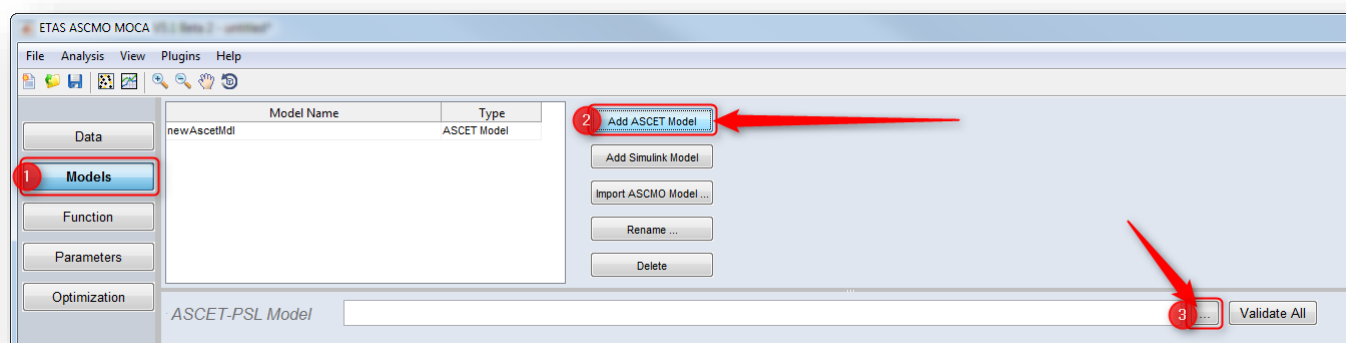 ETAS ASCMO MOCA
File Analysis View Plugins Help
Model Name Type
newAscetMdl ASCET Model
Data
1 Models
Function
Parameters
Optimization
2 Add ASCET Model
Add Simulink Model
Import ASCMO Model ...
Rename ...
Delete
ASCET-PSL Model
3 ...
Validate All